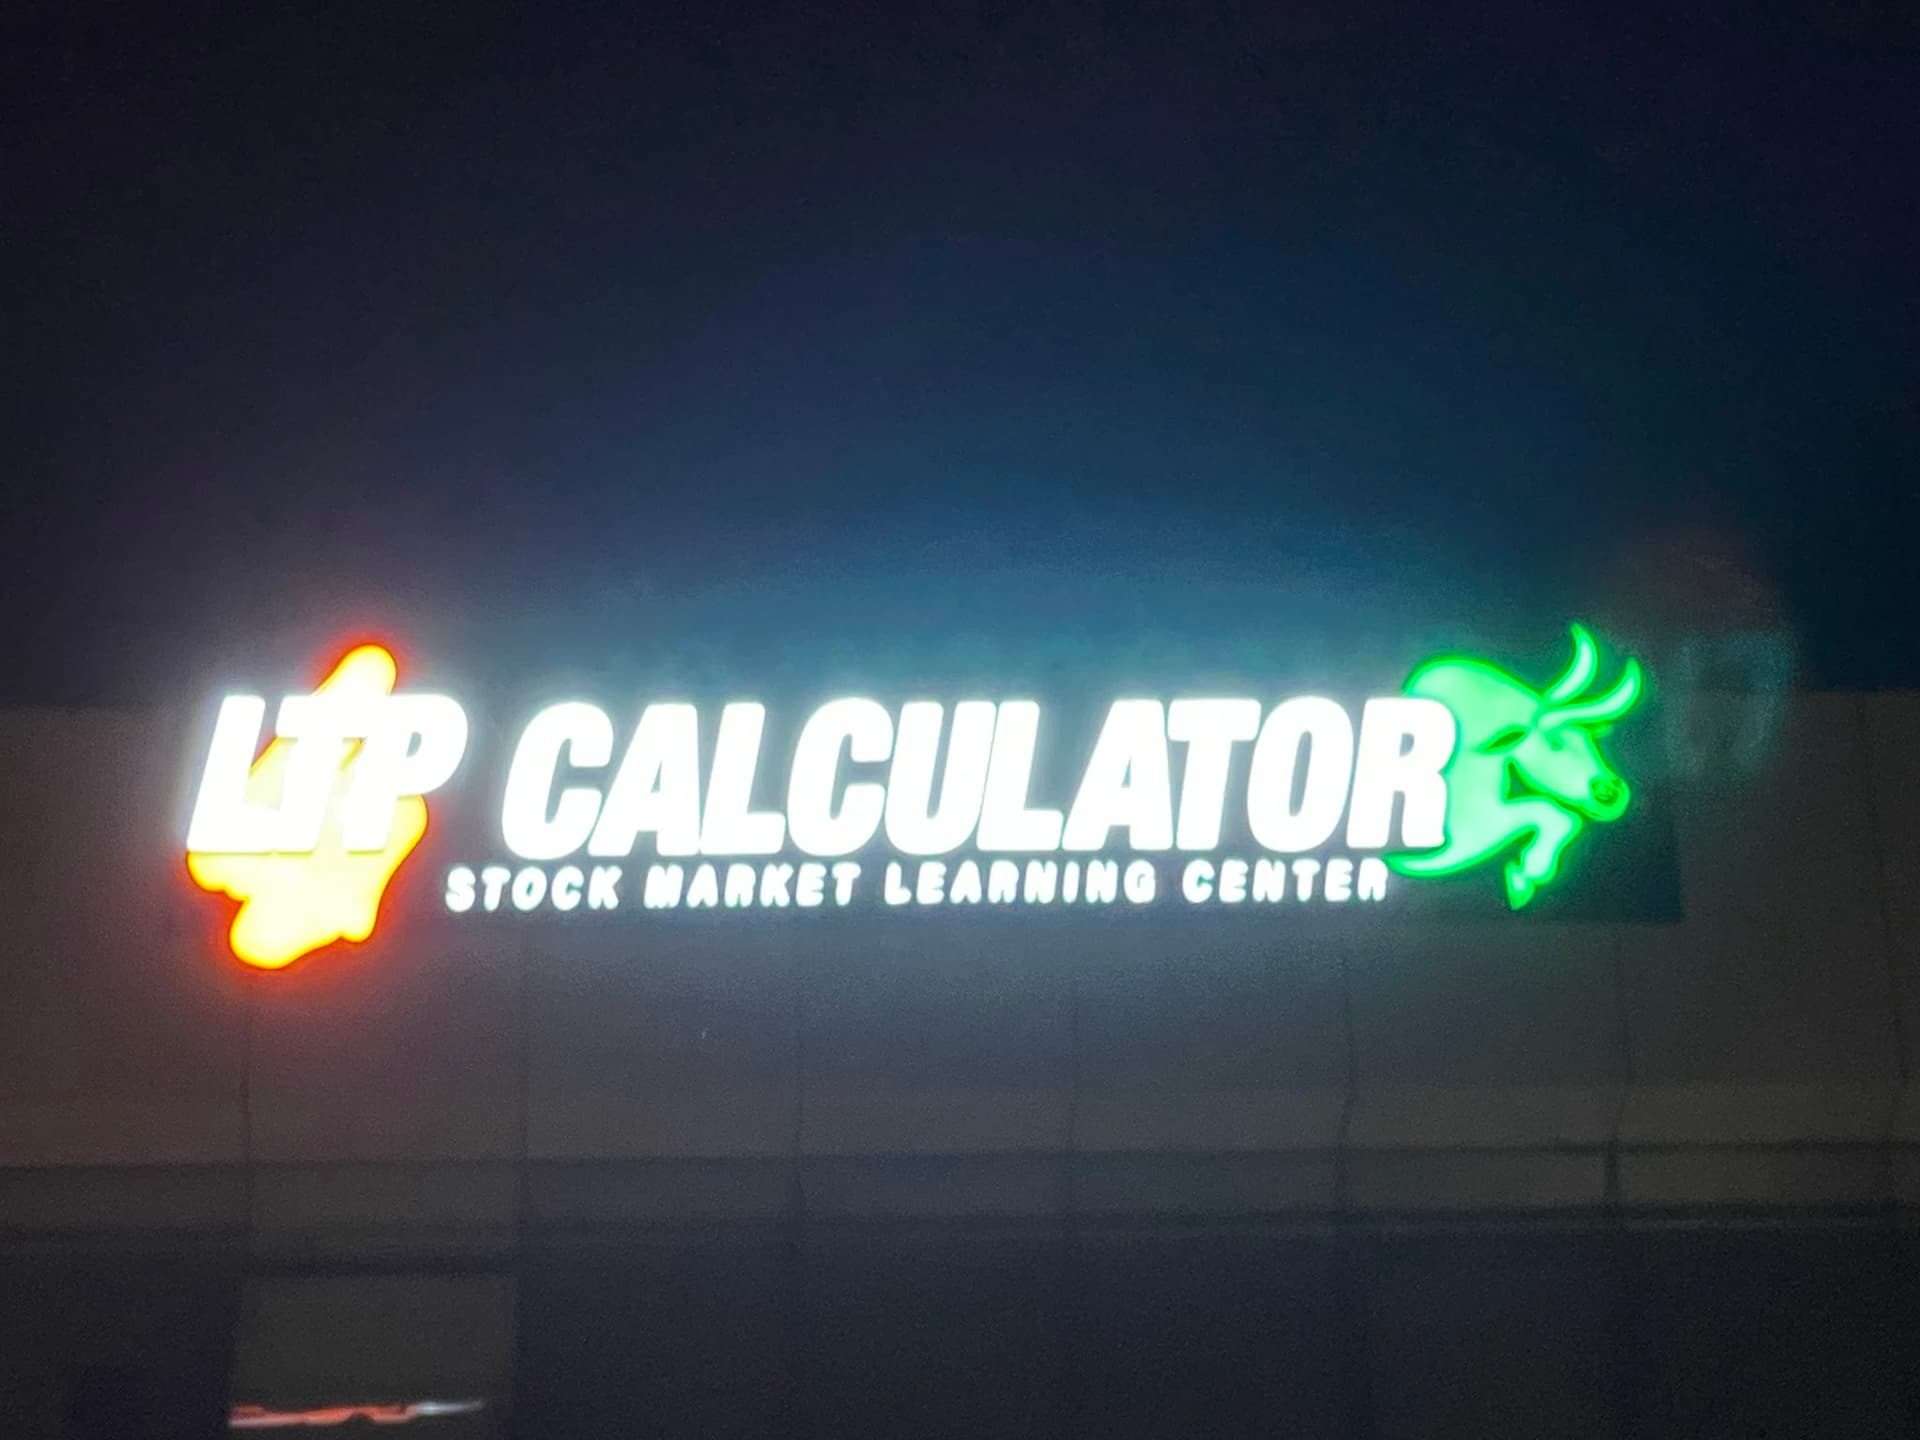 LTP CALCULATOR
STOCK MARKET LEARNING CENTER